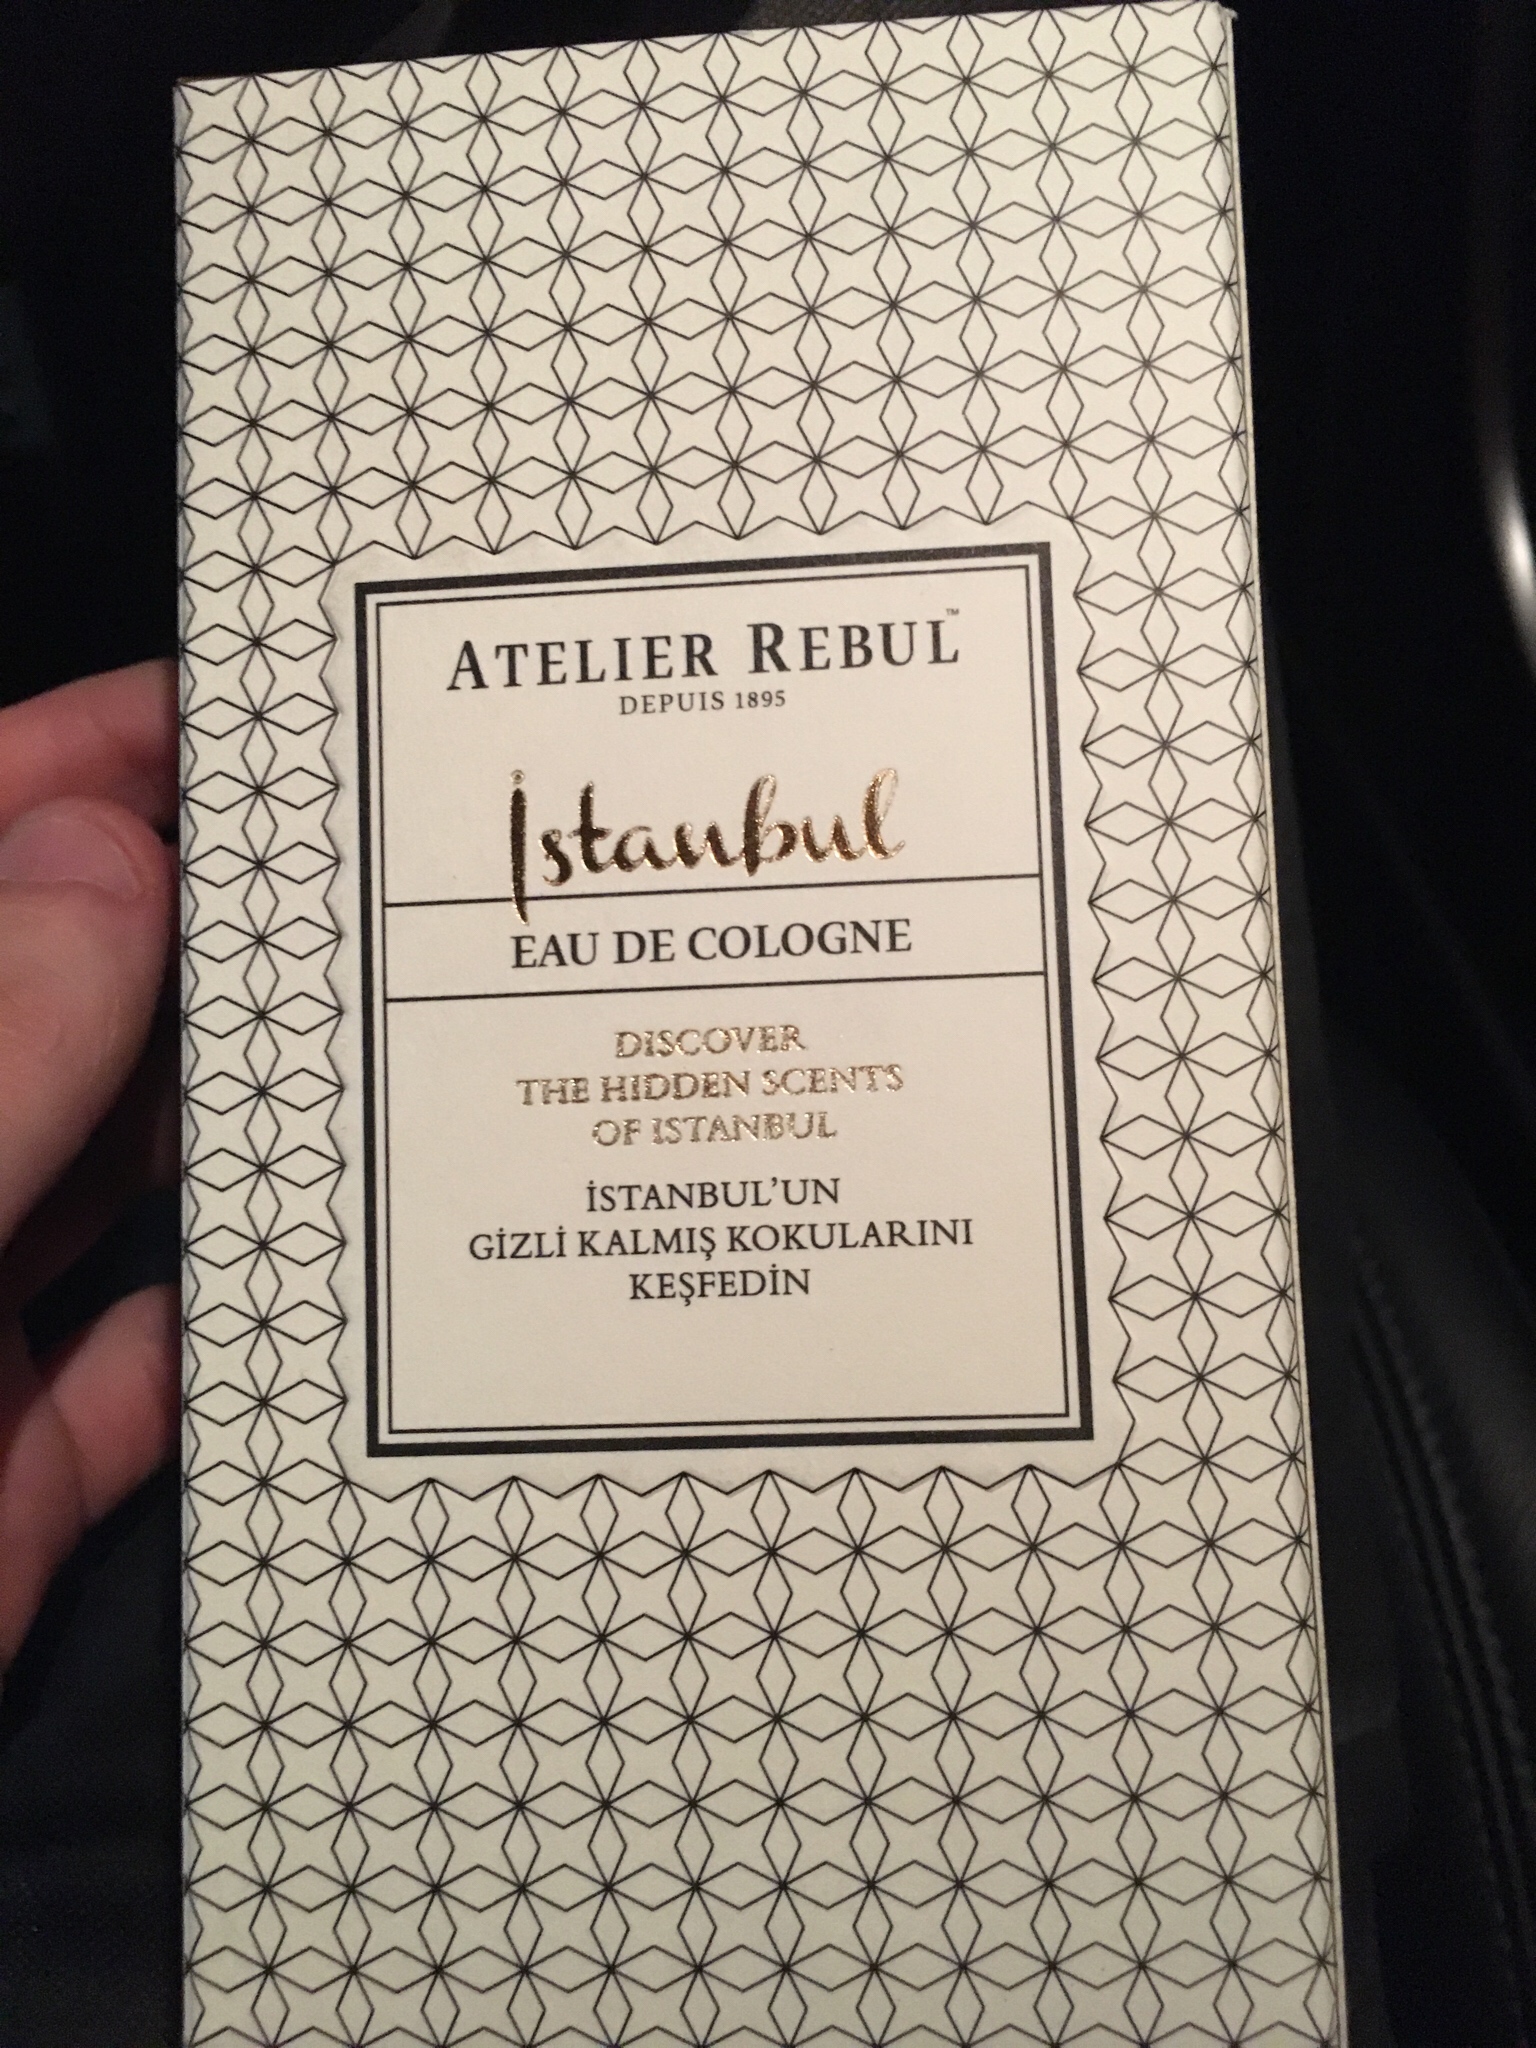 ATELIER REBUL™
DEPUIS 1895
İstanbul
EAU DE COLOGNE
DISCOVER
THE HIDDEN SCENTS
OF ISTANBUL
İSTANBUL'UN
GİZLİ KALMIŞ KOKULARINI
KEŞFEDİN